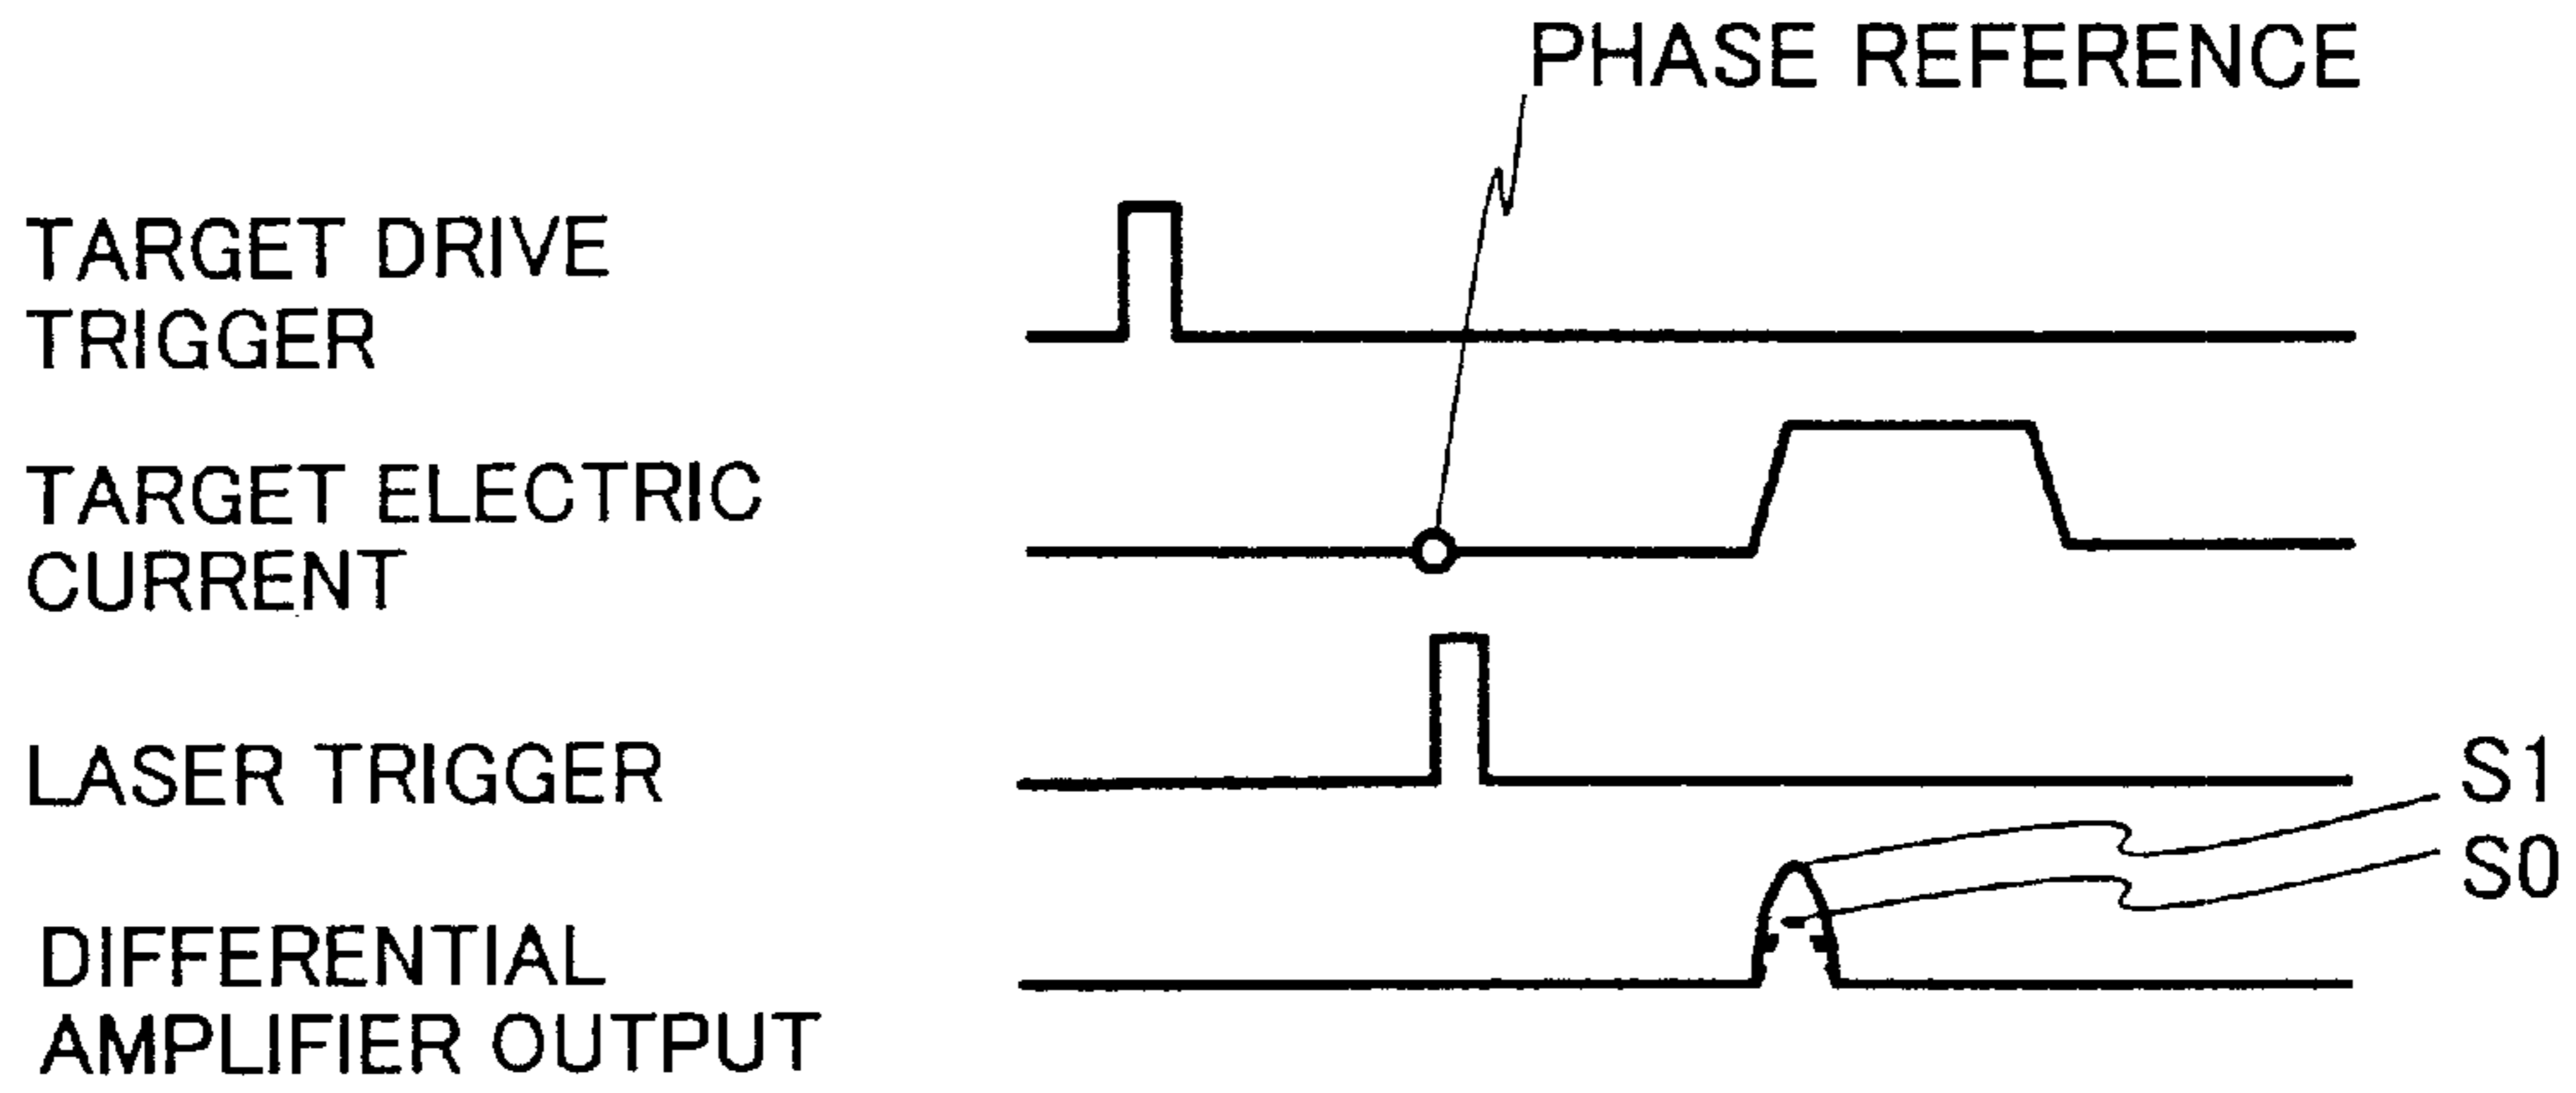 PHASE REFERENCE
TARGET DRIVE
TRIGGER
TARGET ELECTRIC
CURRENT
LASER TRIGGER
S1
S0
DIFFERENTIAL
AMPLIFIER OUTPUT